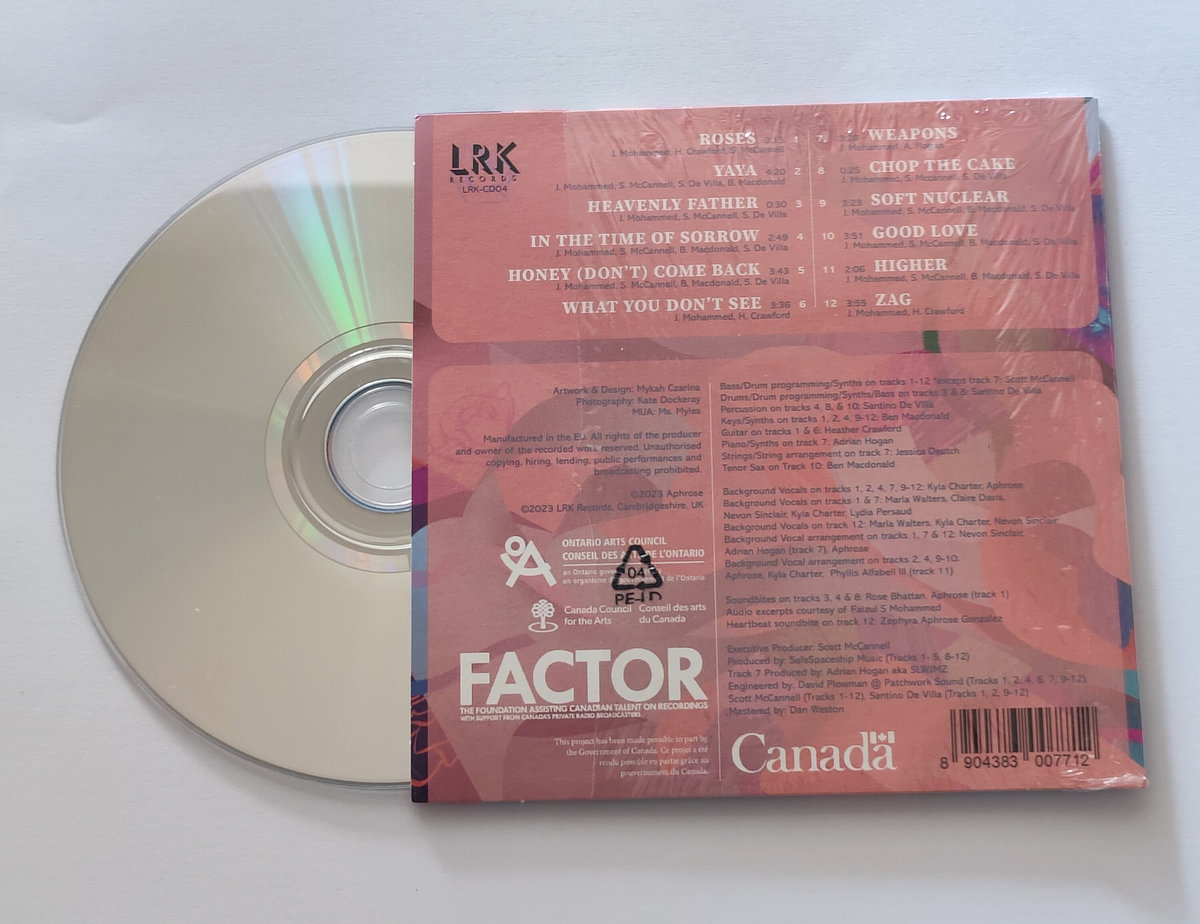 LRK
RECORDS
LRK-CD04
ROSES 3:15 1
J. Mohammed, H. Crawford, S. McCannell
YAYA 4:20 2
J. Mohammed, S. McCannell, S. De Villa, B. Macdonald
HEAVENLY FATHER 0:30 3
J. Mohammed, S. McCannell, S. De Villa
IN THE TIME OF SORROW 2:49 4
J. Mohammed, S. McCannell, B. Macdonald, S. De Villa
HONEY (DON'T) COME BACK 3:43 5
J. Mohammed, S. McCannell, B. Macdonald, S. De Villa
WHAT YOU DON'T SEE 3:36 6
J. Mohammed, H. Crawford
7 WEAPONS
J. Mohammed, A. Hogan
8 0:25 CHOP THE CAKE
J. Mohammed, S. Mccannell, S. De Villa
9 3:23 SOFT NUCLEAR
J. Mohammed, S. McCannell, B. Macdonald, S. De Villa
10 3:51 GOOD LOVE
J. Mohammed, S. McCannell, B. Macdonald, S. De Villa
11 2:06 HIGHER
J. Mohammed, S. McCannell, B. Macdonald, S. De Villa
12 3:55 ZAG
J. Mohammed, H. Crawfurd
Artwork & Design: Mykah Czarina
Photography: Kate Dockeray
MUA: Ms. Myles
Manufactured in the EU. All rights of the producer
and owner of the recorded work reserved. Unauthorised
copying, hiring, lending, public performances and
broadcasting prohibited.
©2023 Aphrose
©2023 LRK Records, Cambridgeshire, UK
ONTARIO ARTS COUNCIL
CONSEIL DES ARTS DE L'ONTARIO
an Ontario
un organisme de l'Ontario
04
PE-LD
Canada Council for the Arts
Conseil des arts du Canada
FACTOR
THE FOUNDATION ASSISTING CANADIAN TALENT ON RECORDINGS
WITH SUPPORT FROM CANADA'S PRIVATE RADIO BROADCASTERS
This project has been made possible in part by
the Government of Canada. Ce projet a été
rendu possible en partie grâce au
gouvernement du Canada.
Bass/Drum programming/Synths on tracks 1-12 *except track 7: Scott McCannell
Drums/Drum programming/Synths/Bass on tracks 3 & 8: Santino De Villa
Percussion on tracks 4, 8, & 10: Santino De Villa
Keys/Synths on tracks 1, 2, 4, 9-12: Ben Macdonald
Guitar on tracks 1 & 6: Heather Crawford
Piano/Synths on track 7: Adrian Hogan
Strings/String arrangement on track 7: Jessica Deutch
Tenor Sax on Track 10: Ben Macdonald
Background Vocals on tracks 1, 2, 4, 7, 9-12: Kyla Charter, Aphrose
Background Vocals on tracks 1 & 7: Marla Walters, Claire Davis,
Nevon Sinclair, Kyla Charter, Lydia Persaud
Background Vocals on track 12: Marla Walters, Kyla Charter, Nevon Sinclair
Background Vocal arrangement on tracks 1, 7 & 12: Nevon Sinclair,
Adrian Hogan (track 7), Aphrose
Background Vocal arrangement on tracks 2, 4, 9-10:
Aphrose, Kyla Charter, Phyllis Alfabell III (track 11)
Soundbites on tracks 3, 4 & 8: Rose Bhattan, Aphrose (track 1)
Audio excerpts courtesy of Faizul S Mohammed
Heartbeat soundbite on track 12: Zephyra Aphrose Gonzalez
Executive Producer: Scott McCannell
Produced by: SafeSpaceship Music (Tracks 1- 5, 8-12)
Track 7 Produced by: Adrian Hogan aka SLWJMZ
Engineered by: David Plowman @ Patchwork Sound (Tracks 1, 2, 4, 6, 7, 9-12)
Scott McCannell (Tracks 1-12), Santino De Villa (Tracks 1, 2, 9-12)
Mastered by: Dan Weston
Canada
8 904383 007712